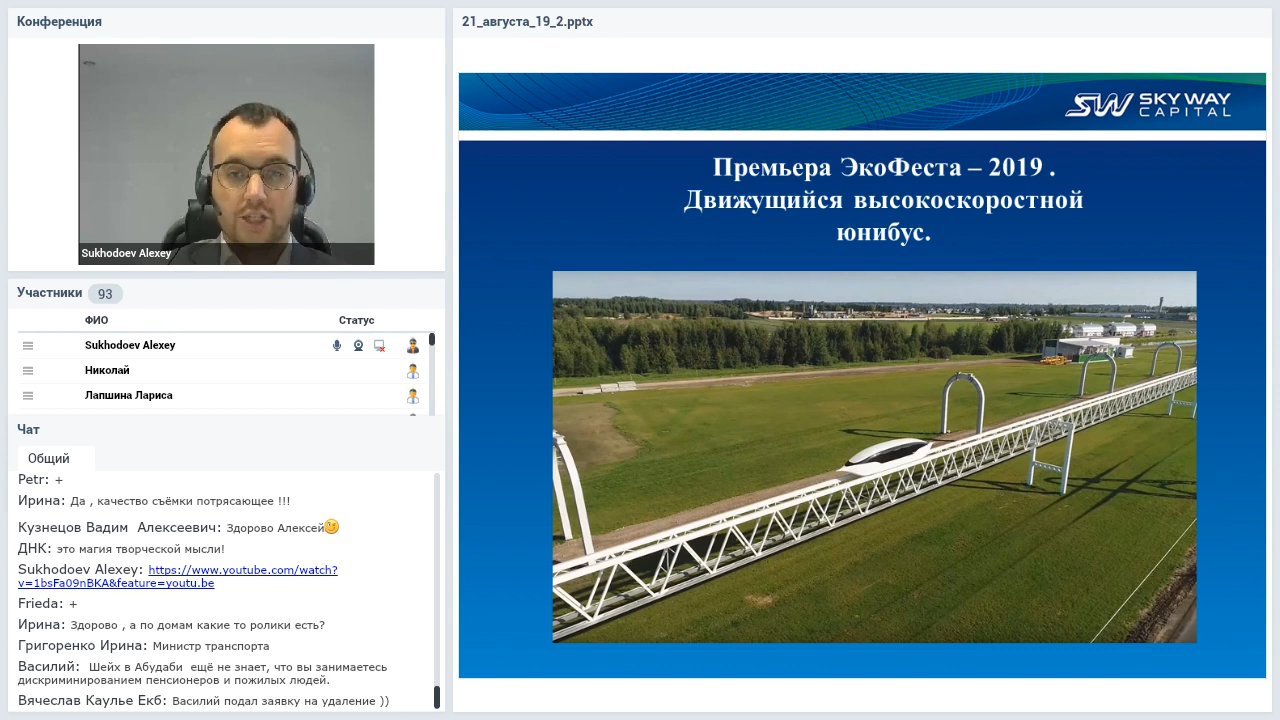 Конференция
Sukhodoev Alexey
Участники 93
ФИО Статус
Sukhodoev Alexey
Николай
Лапшина Лариса
Чат
Общий
Petr: +
Ирина: Да , качество съёмки потрясающее !!!
Кузнецов Вадим Алексеевич: Здорово Алексей
ДНК: это магия творческой мысли!
Sukhodoev Alexey: https://www.youtube.com/watch?
v=1bsFa09nBKA&feature=youtu.be
Frieda: +
Ирина: Здорово , а по домам какие то ролики есть?
Григоренко Ирина: Министр транспорта
Василий: Шейх в Абудаби ещё не знает, что вы занимаетесь
дискриминированием пенсионеров и пожилых людей.
Вячеслав Каулье Екб: Василий подал заявку на удаление ))
21_августа_19_2.pptx
SW SKY WAY
CAPITAL
Премьера ЭкоФеста – 2019 .
Движущийся высокоскоростной
юнибус.